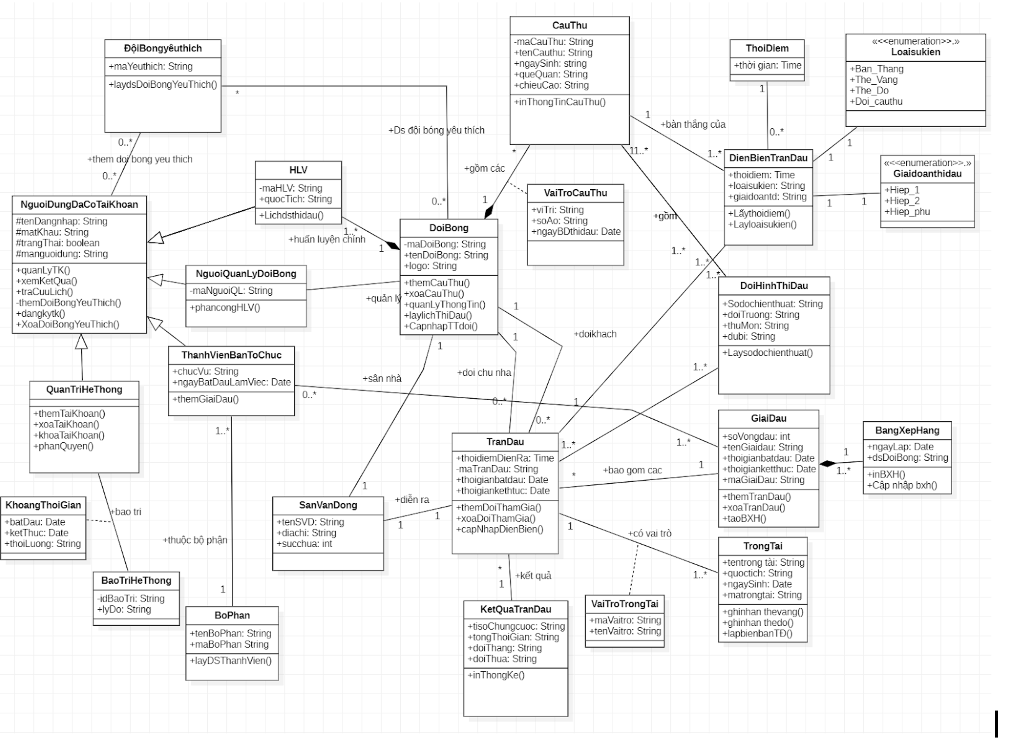 CauThu
-maCauThu: String
+tenCauthu: String
+ngaySinh: string
+queQuan: String
+chieuCao: String
+inThongTinCauThu()
ĐộiBongyêuthich
+maYeuthich: String
+laydsDoiBongYeuThich()
ThoiDiem
+thời gian: Time
«<<enumeration>>.»
Loaisukien
+Ban_Thang
+The_Vang
+The_Do
+Doi_cauthu
*
+Ds đội bóng yêu thích
0..*
0..*
+them doi bong yeu thich
0..*
1
+bàn thắng của
1..*
1
0..*
1
1
DienBienTranDau
+thoidiem: Time
+loaisukien: String
+giaidoantd: String
+Lấythoidiem()
+Layloaisukien()
1
1
«<<enumeration>>»
Giaidoanthidau
+Hiep_1
+Hiep_2
+Hiep_phu
HLV
-maHLV: String
+quocTich: String
+Lichdsthidau()
1..*
+huấn luyện chính
1
*
+gồm các
1
VaiTroCauThu
+viTri: String
+soAo: String
+ngayBDthidau: Date
11..*
+gồm
1..*
1..*
1..*
NguoiDungDaCoTaiKhoan
#tenDangnhap: String
#matKhau: String
#trangThai: boolean
#manguoidung: String
+quanLyTK()
+xemKetQua()
+traCuuLich()
-themDoiBongYeuThich()
+dangkytk()
+XoaDoiBongYeuThich()
DoiBong
-maDoiBong: String
+tenDoiBong: String
+logo: String
+themCauThu()
+xoaCauThu()
+quanLyThongTin()
+laylichThiDau()
+CapnhapTTdoi()
NguoiQuanLyDoiBong
-maNguoiQL: String
+phancongHLV()
+quản lý
DoiHinhThiDau
+Sodochienthuat: String
+doiTruong: String
+thuMon: String
+dubi: String
+Laysodochienthuat()
1..*
1
1
1
+doikhach
+doi chu nha
0..*
0..*
+sân nhà
1
ThanhVienBanToChuc
+chucVu: String
+ngayBatDauLamViec: Date
+themGiaiDau()
0..*
1..*
QuanTriHeThong
+themTaiKhoan()
+xoaTaiKhoan()
+khoaTaiKhoan()
+phanQuyen()
1
1..*
GiaiDau
+soVongdau: int
+tenGiaidau: String
+thoigianbatdau: Date
+thoigianketthuc: Date
+maGiaiDau: String
+themTranDau()
+xoaTranDau()
+taoBXH()
1
1..*
BangXepHang
+ngayLap: Date
+dsDoiBong: String
+inBXH()
+Cập nhập bxh()
TranDau
+thoidiemDienRa: Time
-maTranDau: String
+thoigianbatdau: Date
+thoigiankethtuc: Date
+themDoiThamGia()
+xoaDoiThamGia()
+capNhapDienBien()
1..*
*
+bao gom cac
1
SanVanDong
+tenSVD: String
+diachi: String
+succhua: int
+diễn ra
1
1
KhoangThoiGian
+batDau: Date
+ketThuc: Date
+thoiLuong: String
+bao tri
+thuộc bộ phận
1
BaoTriHeThong
-idBaoTri: String
+lyDo: String
BoPhan
+tenBoPhan: String
+maBoPhan String
+layDSThanhVien()
*
+kết quả
1
KetQuaTranDau
+tisoChungcuoc: String
+tongThoiGian: String
+doiThang: String
+doiThua: String
+inThongKe()
1
+có vai trò
1..*
VaiTroTrongTai
+maVaitro: String
+tenVaitro: String
TrongTai
+tentrong tài: String
+quoctich: String
+ngaySinh: Date
+matrongtai: String
+ghinhan thevang()
+ghinhan thedo()
+lapbienbanTĐ()